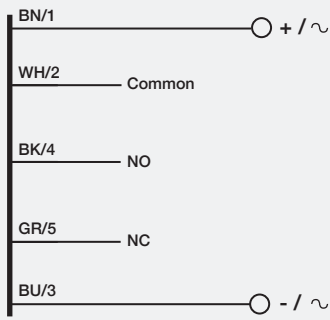 BN/1
+ / ∿
WH/2
Common
BK/4
NO
GR/5
NC
BU/3
- / ∿